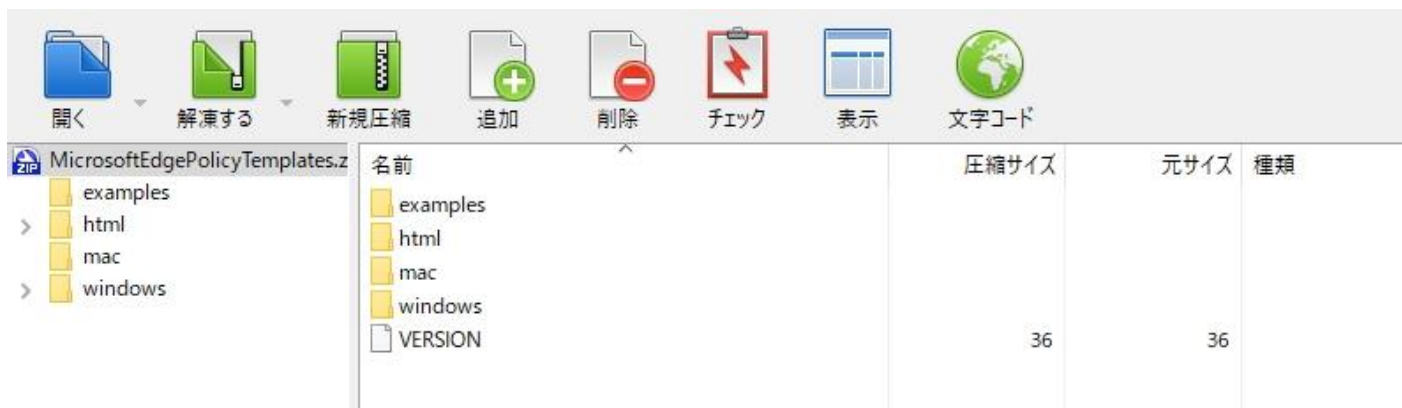 開く 解凍する 新規圧縮 追加 削除 チェック 表示 文字コード
ZIP MicrosoftEdgePolicyTemplates.z
examples
html
mac
windows
名前 圧縮サイズ 元サイズ 種類
examples
html
mac
windows
VERSION 36 36